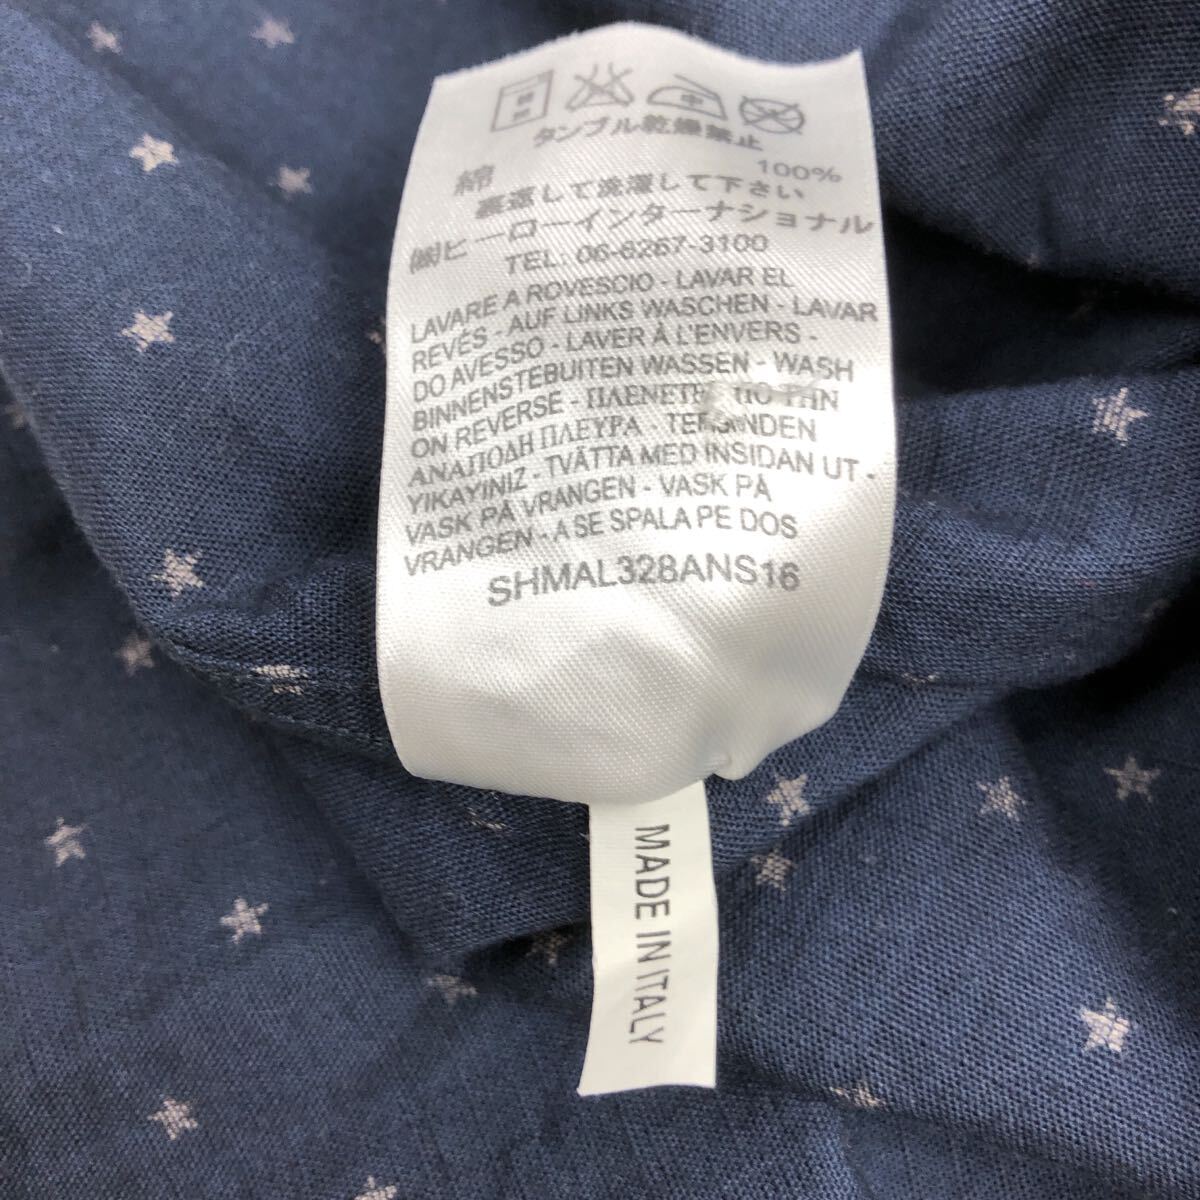 中
タンブル乾燥禁止
綿 100%
裏返して洗濯して下さい
㈱ヒーローインターナショナル
TEL: 06-6267-3100
LAVARE A ROVESCIO - LAVAR EL
REVÉS - AUF LINKS WASCHEN - LAVAR
DO AVESSO - LAVER À L'ENVERS -
BINNENSTEBUITEN WASSEN - WASH
ON REVERSE - ΠΛΕΝΕΤΕ ΠΟ ΤΗΝ
ΑΝΑΠΟΔΗ ΠΛΕΥΡΑ - TERSINDEN
YIKAYINIZ - TVÄTTA MED INSIDAN UT -
VASK PÅ VRANGEN - VASK PÅ
VRANGEN - A SE SPALA PE DOS
SHMAL328ANS16
MADE IN ITALY